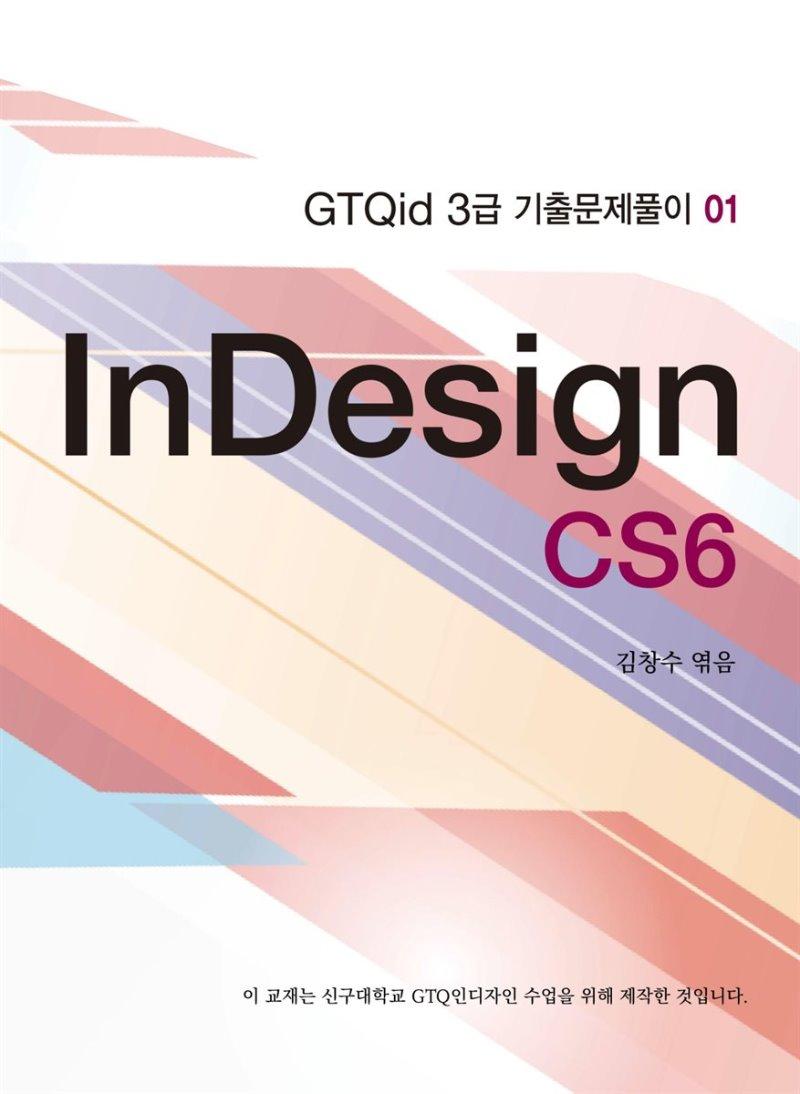 GTQid 3급 기출문제풀이 01
InDesign
CS6
김창수 엮음
이 교재는 신구대학교 GTQ인디자인 수업을 위해 제작한 것입니다.